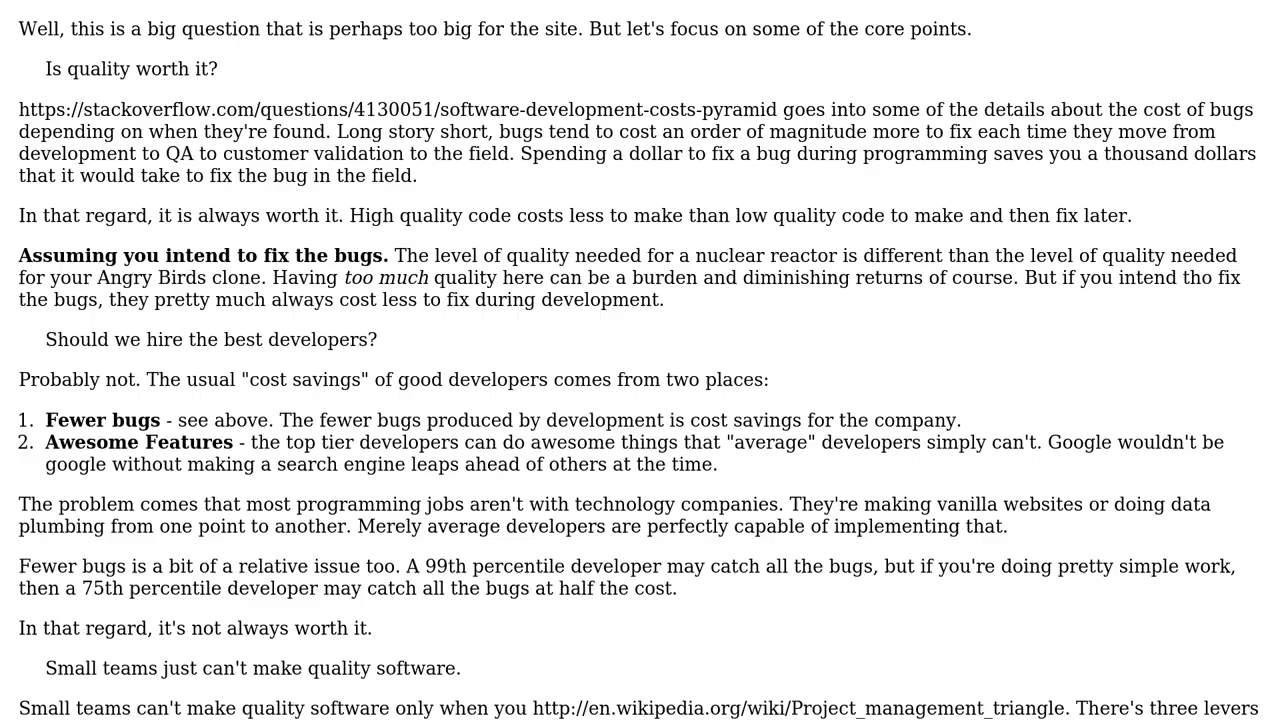 Well, this is a big question that is perhaps too big for the site. But let's focus on some of the core points.
Is quality worth it?
https://stackoverflow.com/questions/4130051/software-development-costs-pyramid goes into some of the details about the cost of bugs
depending on when they're found. Long story short, bugs tend to cost an order of magnitude more to fix each time they move from
development to QA to customer validation to the field. Spending a dollar to fix a bug during programming saves you a thousand dollars
that it would take to fix the bug in the field.
In that regard, it is always worth it. High quality code costs less to make than low quality code to make and then fix later.
Assuming you intend to fix the bugs. The level of quality needed for a nuclear reactor is different than the level of quality needed
for your Angry Birds clone. Having too much quality here can be a burden and diminishing returns of course. But if you intend tho fix
the bugs, they pretty much always cost less to fix during development.
Should we hire the best developers?
Probably not. The usual "cost savings" of good developers comes from two places:
1. Fewer bugs - see above. The fewer bugs produced by development is cost savings for the company.
2. Awesome Features - the top tier developers can do awesome things that "average" developers simply can't. Google wouldn't be
google without making a search engine leaps ahead of others at the time.
The problem comes that most programming jobs aren't with technology companies. They're making vanilla websites or doing data
plumbing from one point to another. Merely average developers are perfectly capable of implementing that.
Fewer bugs is a bit of a relative issue too. A 99th percentile developer may catch all the bugs, but if you're doing pretty simple work,
then a 75th percentile developer may catch all the bugs at half the cost.
In that regard, it's not always worth it.
Small teams just can't make quality software.
Small teams can't make quality software only when you http://en.wikipedia.org/wiki/Project_management_triangle. There's three levers